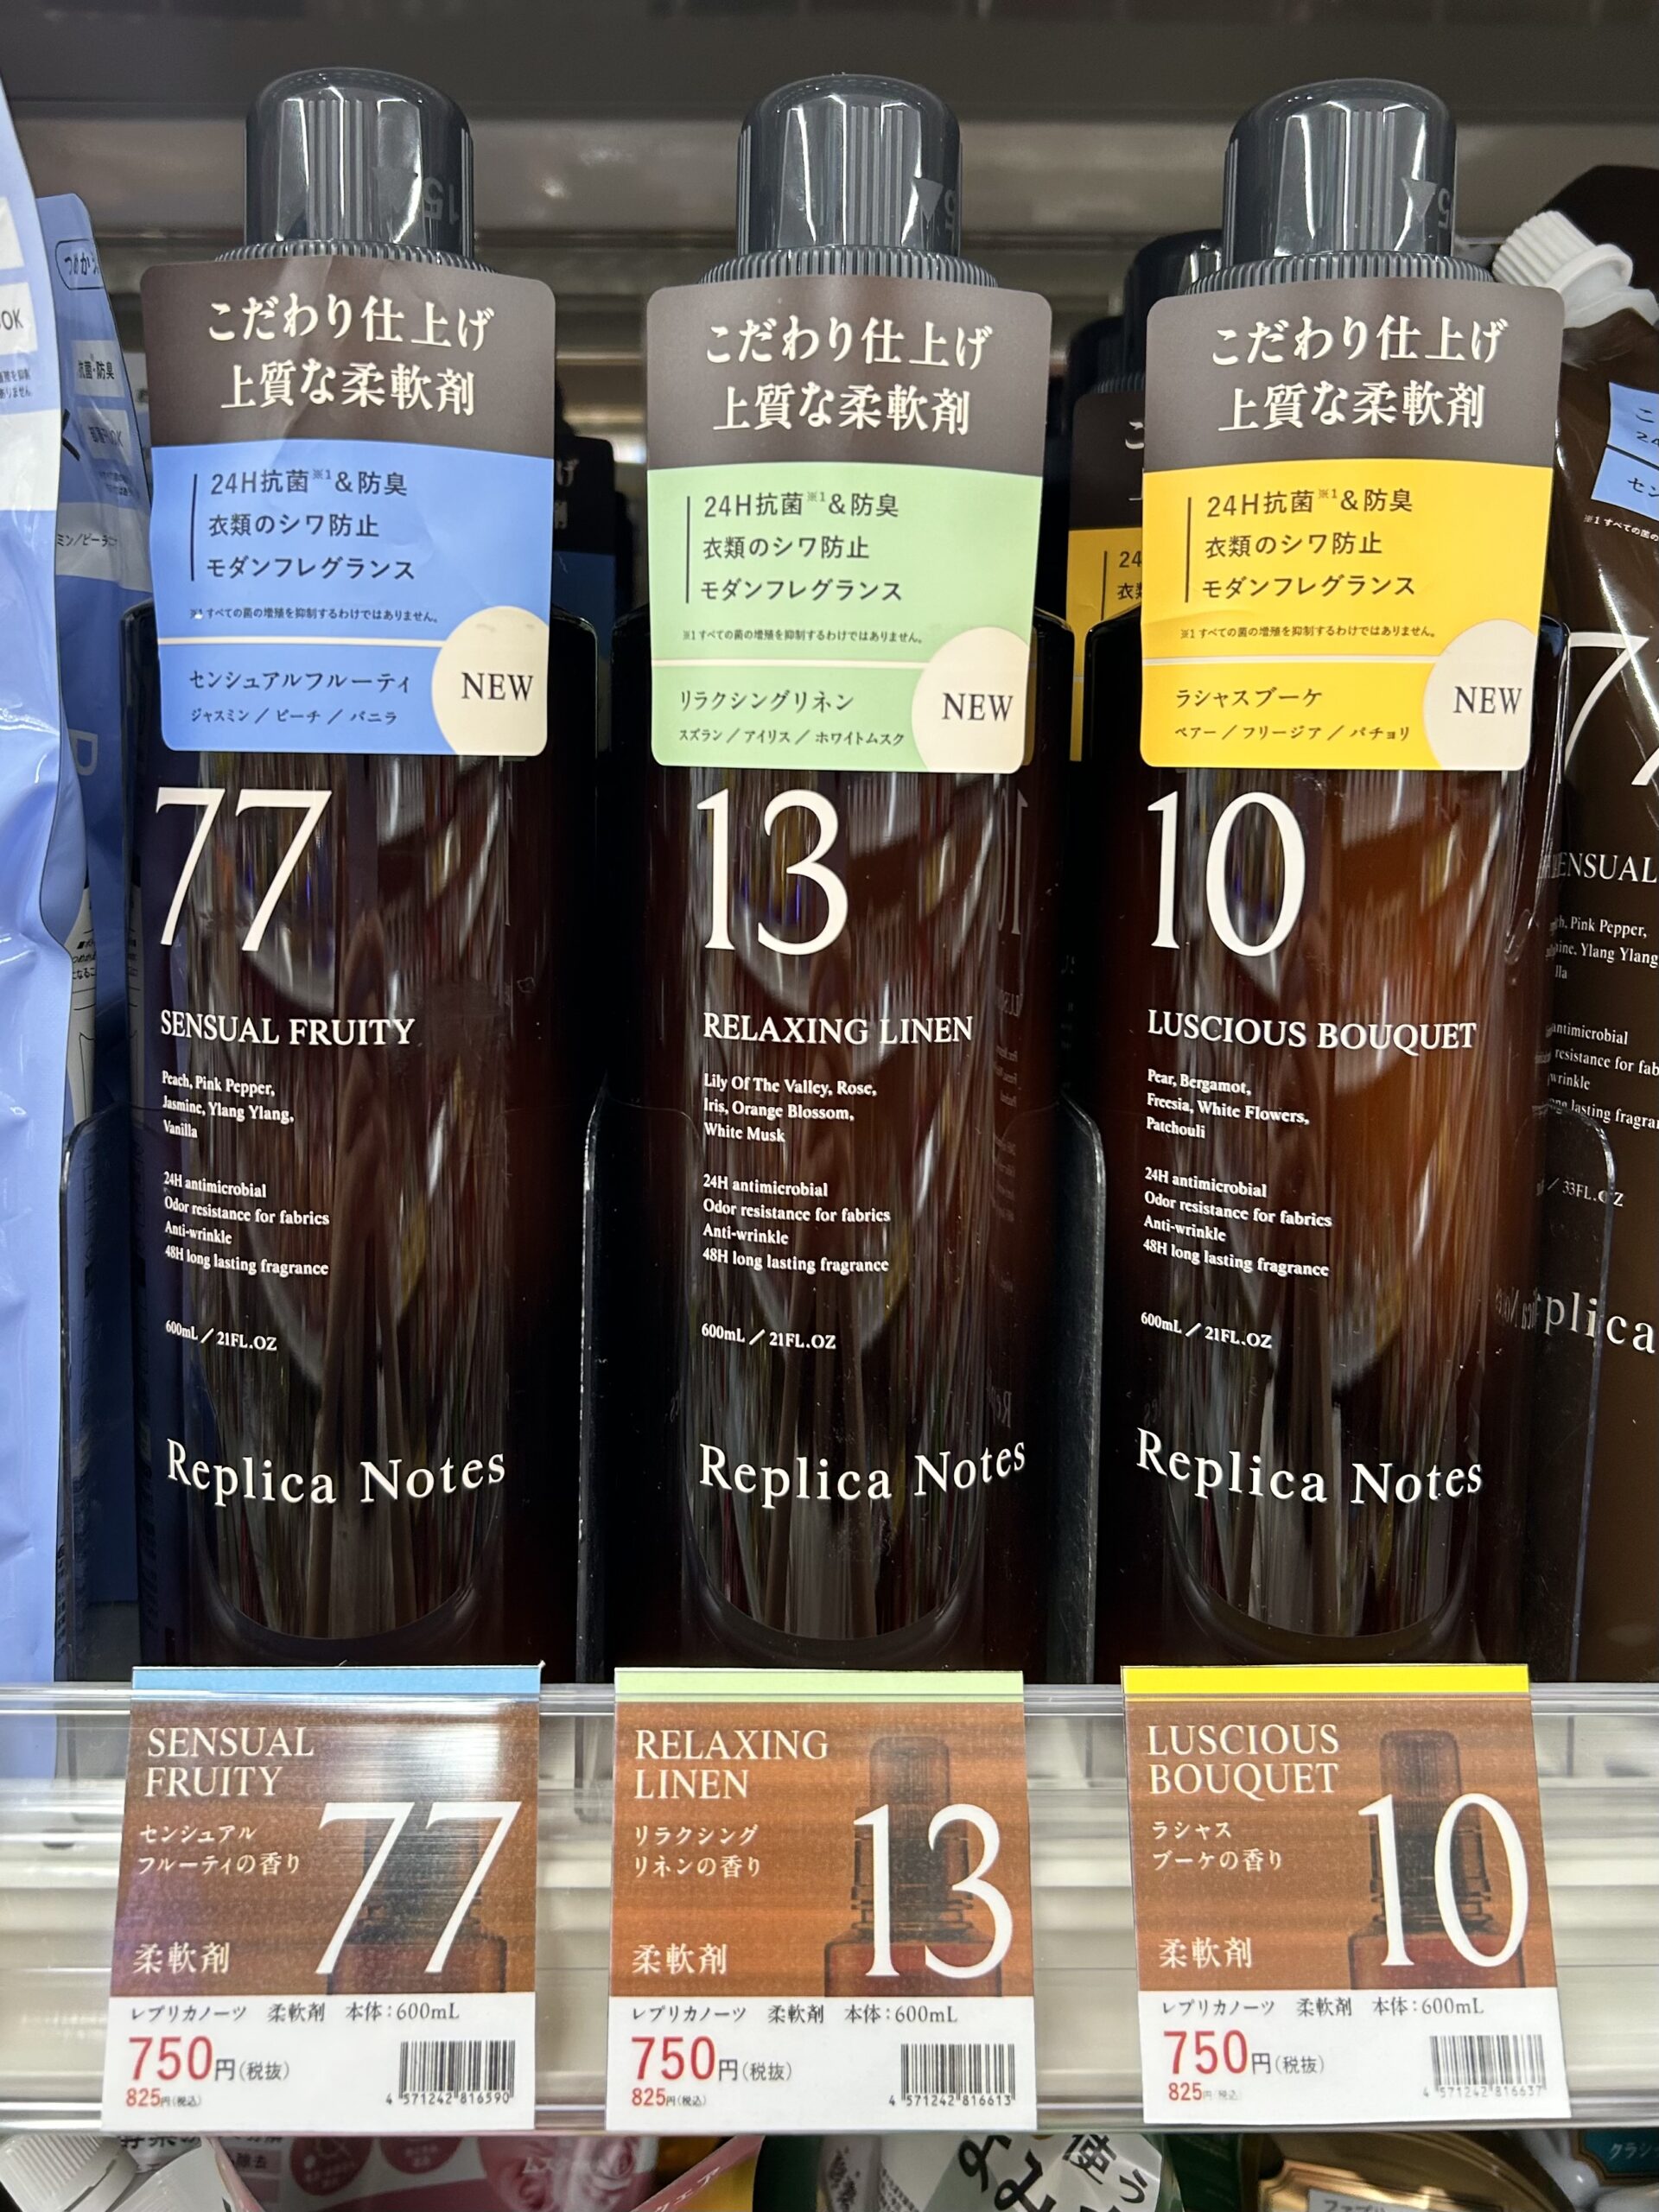 こだわり仕上げ
上質な柔軟剤
24H抗菌※1&防臭
衣類のシワ防止
モダンフレグランス
※1 すべての菌の増殖を抑制するわけではありません。
センシュアルフルーティ
ジャスミン／ピーチ／バニラ
NEW
77
SENSUAL FRUITY
Peach, Pink Pepper,
Jasmine, Ylang Ylang,
Vanilla
24H antimicrobial
Odor resistance for fabrics
Anti-wrinkle
48H long lasting fragrance
600mL／21FL.OZ
Replica Notes
こだわり仕上げ
上質な柔軟剤
24H抗菌※1&防臭
衣類のシワ防止
モダンフレグランス
※1 すべての菌の増殖を抑制するわけではありません。
リラクシングリネン
スズラン／アイリス／ホワイトムスク
NEW
13
RELAXING LINEN
Lily Of The Valley, Rose,
Iris, Orange Blossom,
White Musk
24H antimicrobial
Odor resistance for fabrics
Anti-wrinkle
48H long lasting fragrance
600mL／21FL.OZ
Replica Notes
こだわり仕上げ
上質な柔軟剤
24H抗菌※1&防臭
衣類のシワ防止
モダンフレグランス
※1 すべての菌の増殖を抑制するわけではありません。
ラシャスブーケ
ペアー／フリージア／パチョリ
NEW
10
LUSCIOUS BOUQUET
Pear, Bergamot,
Freesia, White Flowers,
Patchouli
24H antimicrobial
Odor resistance for fabrics
Anti-wrinkle
48H long lasting fragrance
600mL／21FL.OZ
Replica Notes
SENSUAL
Pink Pepper,
Ylang Ylang
antimicrobial
resistance for
wrinkle
lasting
33FL.OZ
SENSUAL
FRUITY
センシュアル
フルーティの香り
77
柔軟剤
レプリカノーツ 柔軟剤 本体：600mL
750円(税抜)
825円(税込)
4 571242 816590
RELAXING
LINEN
リラクシング
リネンの香り
13
柔軟剤
レプリカノーツ 柔軟剤 本体：600mL
750円(税抜)
825円(税込)
4 571242 816613
LUSCIOUS
BOUQUET
ラシャス
ブーケの香り
10
柔軟剤
レプリカノーツ 柔軟剤 本体：600mL
750円(税抜)
825円(税込)
4 571242 816637
抗菌・防臭
使う